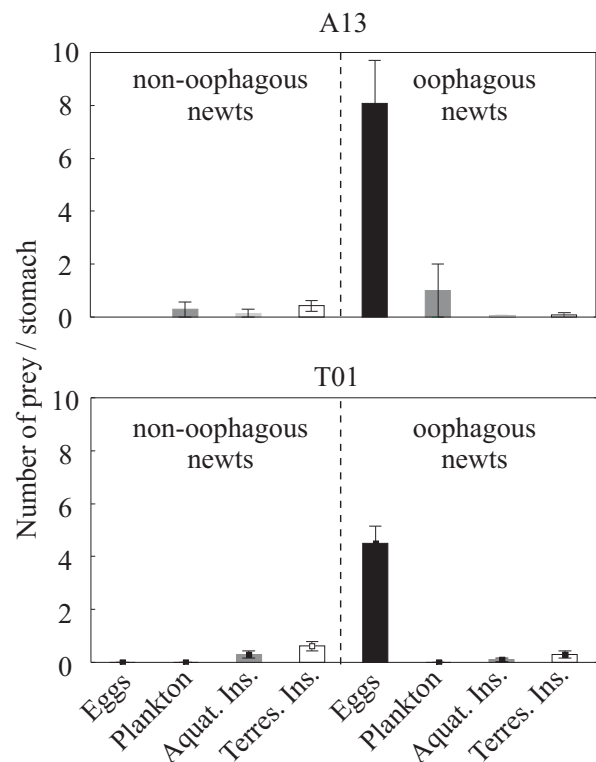 A13
10
non-oophagous
newts
oophagous
newts
8
6
4
2
0
Number of prey / stomach
T01
10
non-oophagous
newts
oophagous
newts
8
6
4
2
0
Eggs
Plankton
Aquat. Ins.
Terres. Ins.
Eggs
Plankton
Aquat. Ins.
Terres. Ins.